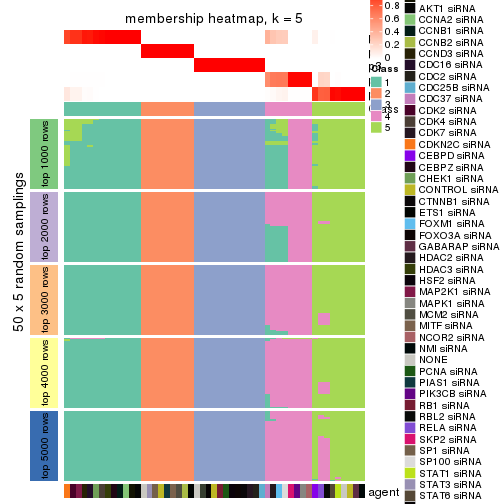 membership heatmap, k = 5
50 x 5 random samplings
top 1000 rows
top 2000 rows
top 3000 rows
top 4000 rows
top 5000 rows
0.8
0.6
0.4
0.2
0
Class
1
2
3
4
5
agent
AKT1 siRNA
CCNA2 siRNA
CCNB1 siRNA
CCNB2 siRNA
CCND3 siRNA
CDC16 siRNA
CDC2 siRNA
CDC25B siRNA
CDC37 siRNA
CDK2 siRNA
CDK4 siRNA
CDK7 siRNA
CDKN2C siRNA
CEBPD siRNA
CEBPZ siRNA
CHEK1 siRNA
CONTROL siRNA
CTNNB1 siRNA
ETS1 siRNA
FOXM1 siRNA
FOXO3A siRNA
GABARAP siRNA
HDAC2 siRNA
HDAC3 siRNA
HSF2 siRNA
MAP2K1 siRNA
MAPK1 siRNA
MCM2 siRNA
MITF siRNA
NCOR2 siRNA
NMI siRNA
NONE
PCNA siRNA
PIAS1 siRNA
PIK3CB siRNA
RB1 siRNA
RBL2 siRNA
RELA siRNA
SKP2 siRNA
SP1 siRNA
SP100 siRNA
STAT1 siRNA
STAT3 siRNA
STAT6 siRNA